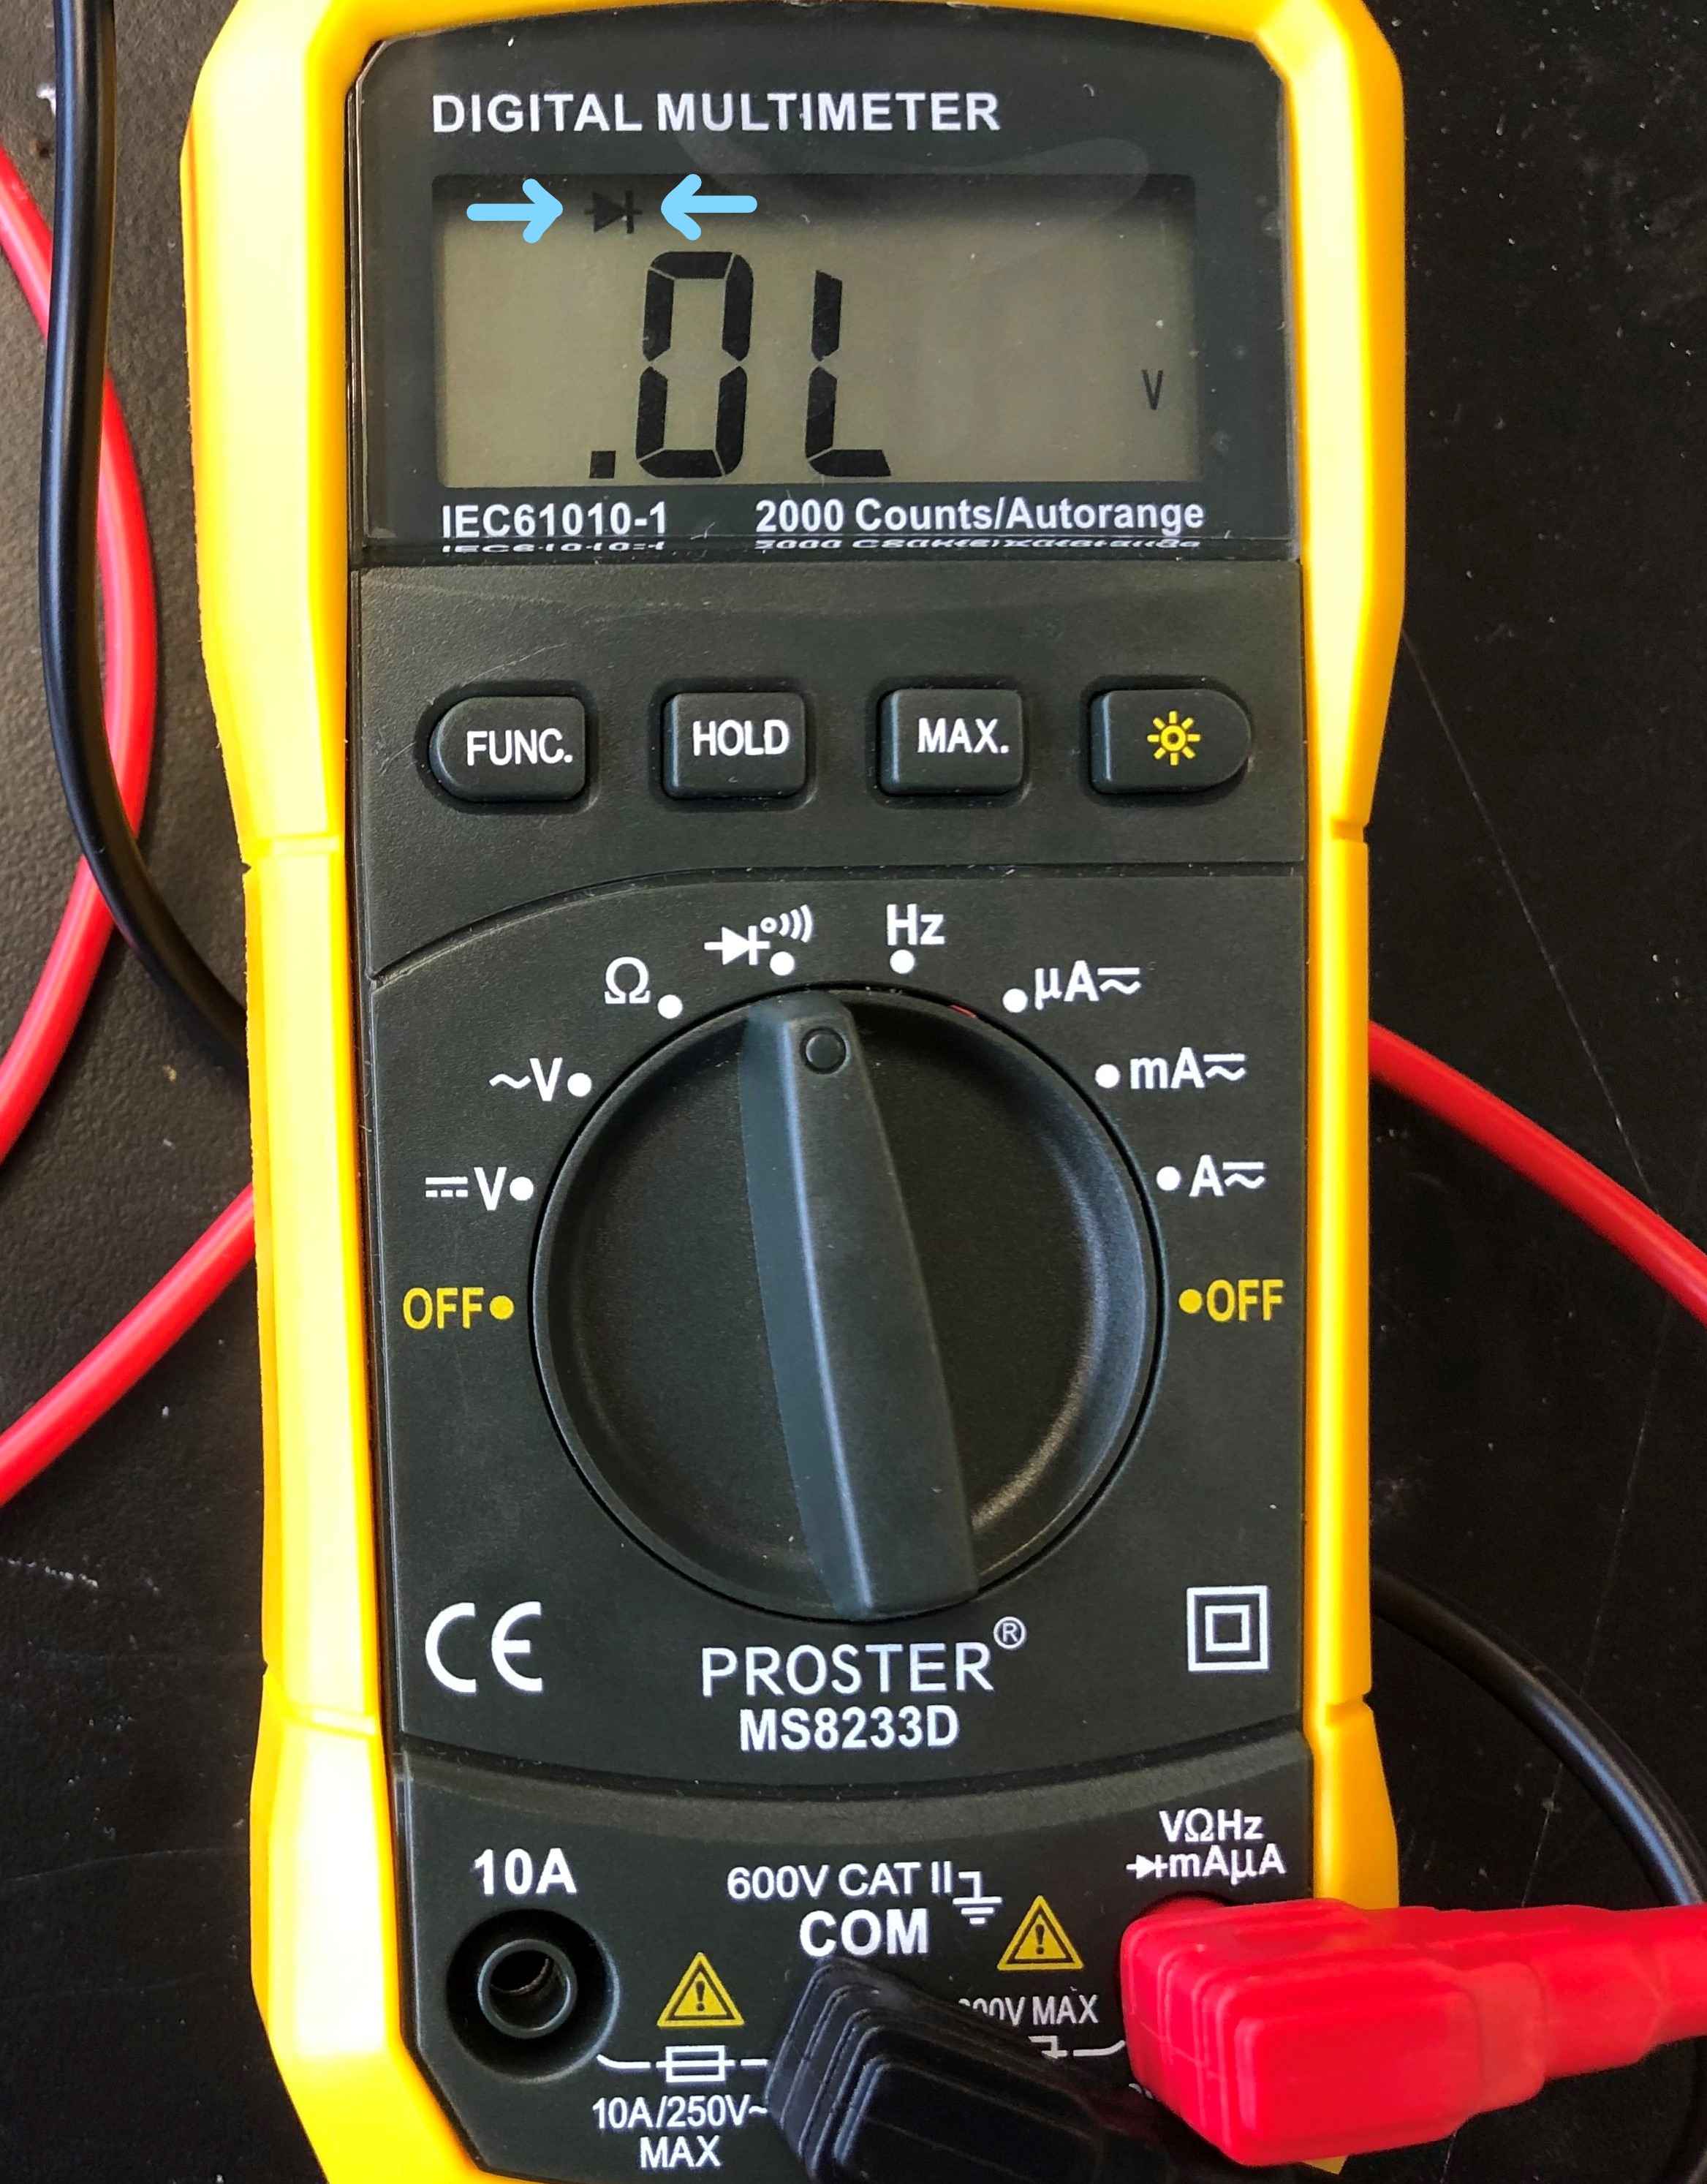 DIGITAL MULTIMETER
.0L
V
IEC61010-1 2000 Counts/Autorange
FUNC. HOLD MAX.
Hz
Ω
μA
~V
mA
V
A
OFF
OFF
CE
PROSTER®
MS8233D
VΩHz
mAμA
10A
600V CAT II
COM
MAX
10A/250V~
MAX